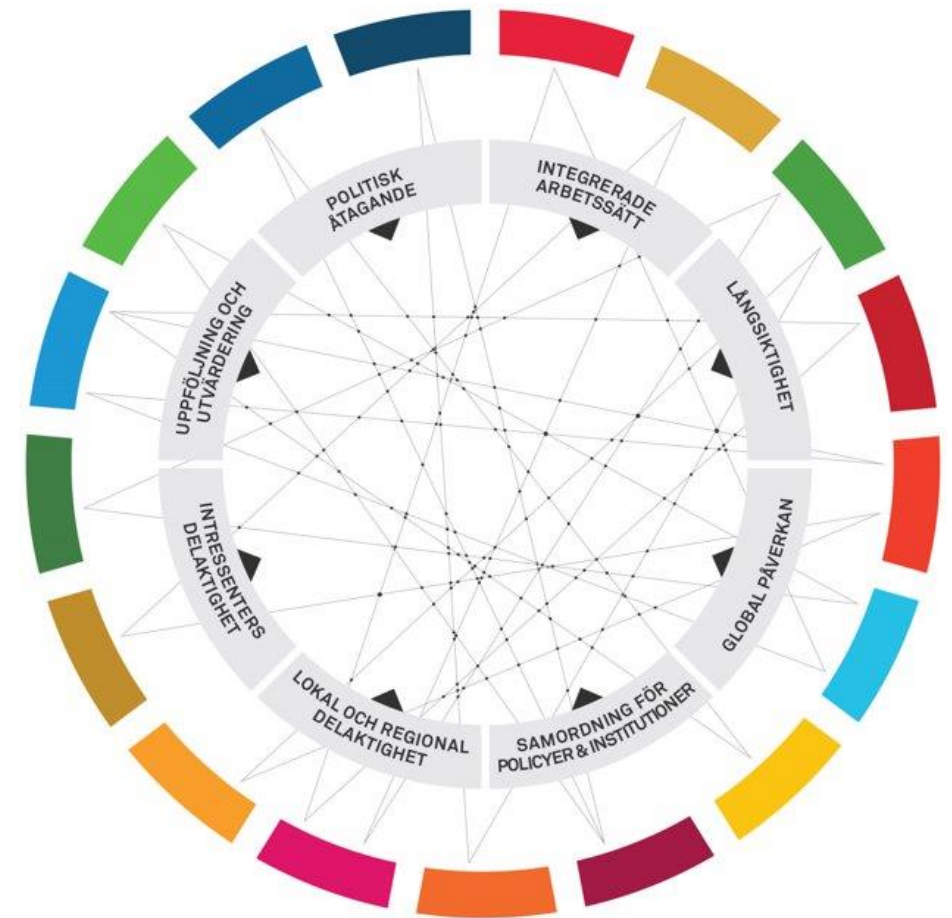 POLITISK
ÅTAGANDE
INTEGRERADE
ARBETSSÄTT
LÅNGSIKTIGHET
GLOBAL PÅVERKAN
SAMORDNING FÖR
POLICYER & INSTITUTIONER
LOKAL OCH REGIONAL
DELAKTIGHET
INTRESSENTERS
DELAKTIGHET
UPPFÖLJNING OCH
UTVÄRDERING